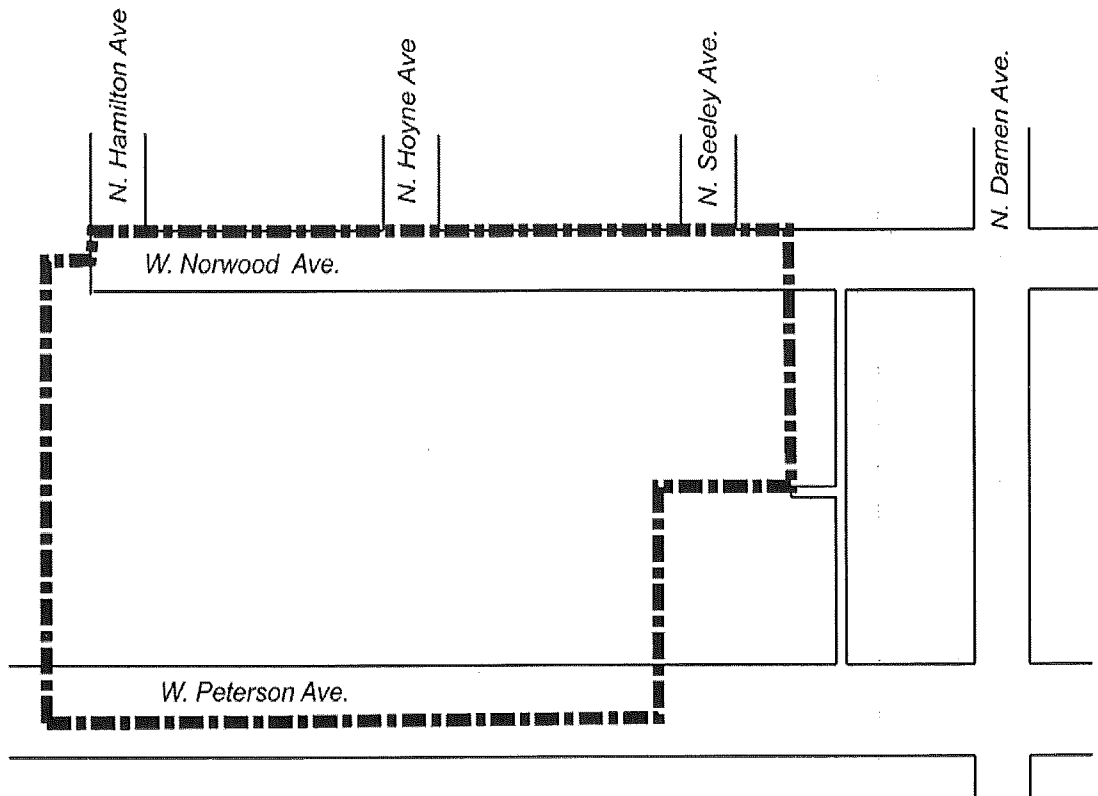 N. Hamilton Ave
N. Hoyne Ave
N. Seeley Ave.
N. Damen Ave.
W. Norwood Ave.
W. Peterson Ave.